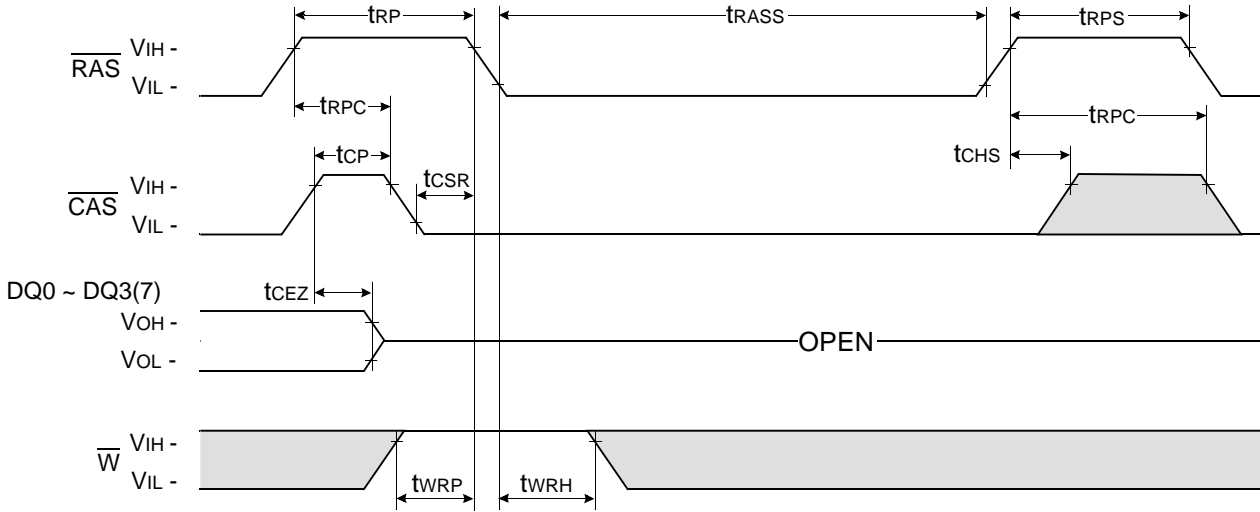 tRP
tRASS
tRPS
RAS
VIH -
VIL -
tRPC
tRPC
tCP
tCSR
tCHS
CAS
VIH -
VIL -
DQ0 ~ DQ3(7)
tCEZ
VOH -
VOL -
OPEN
W
VIH -
VIL -
tWRP
tWRH